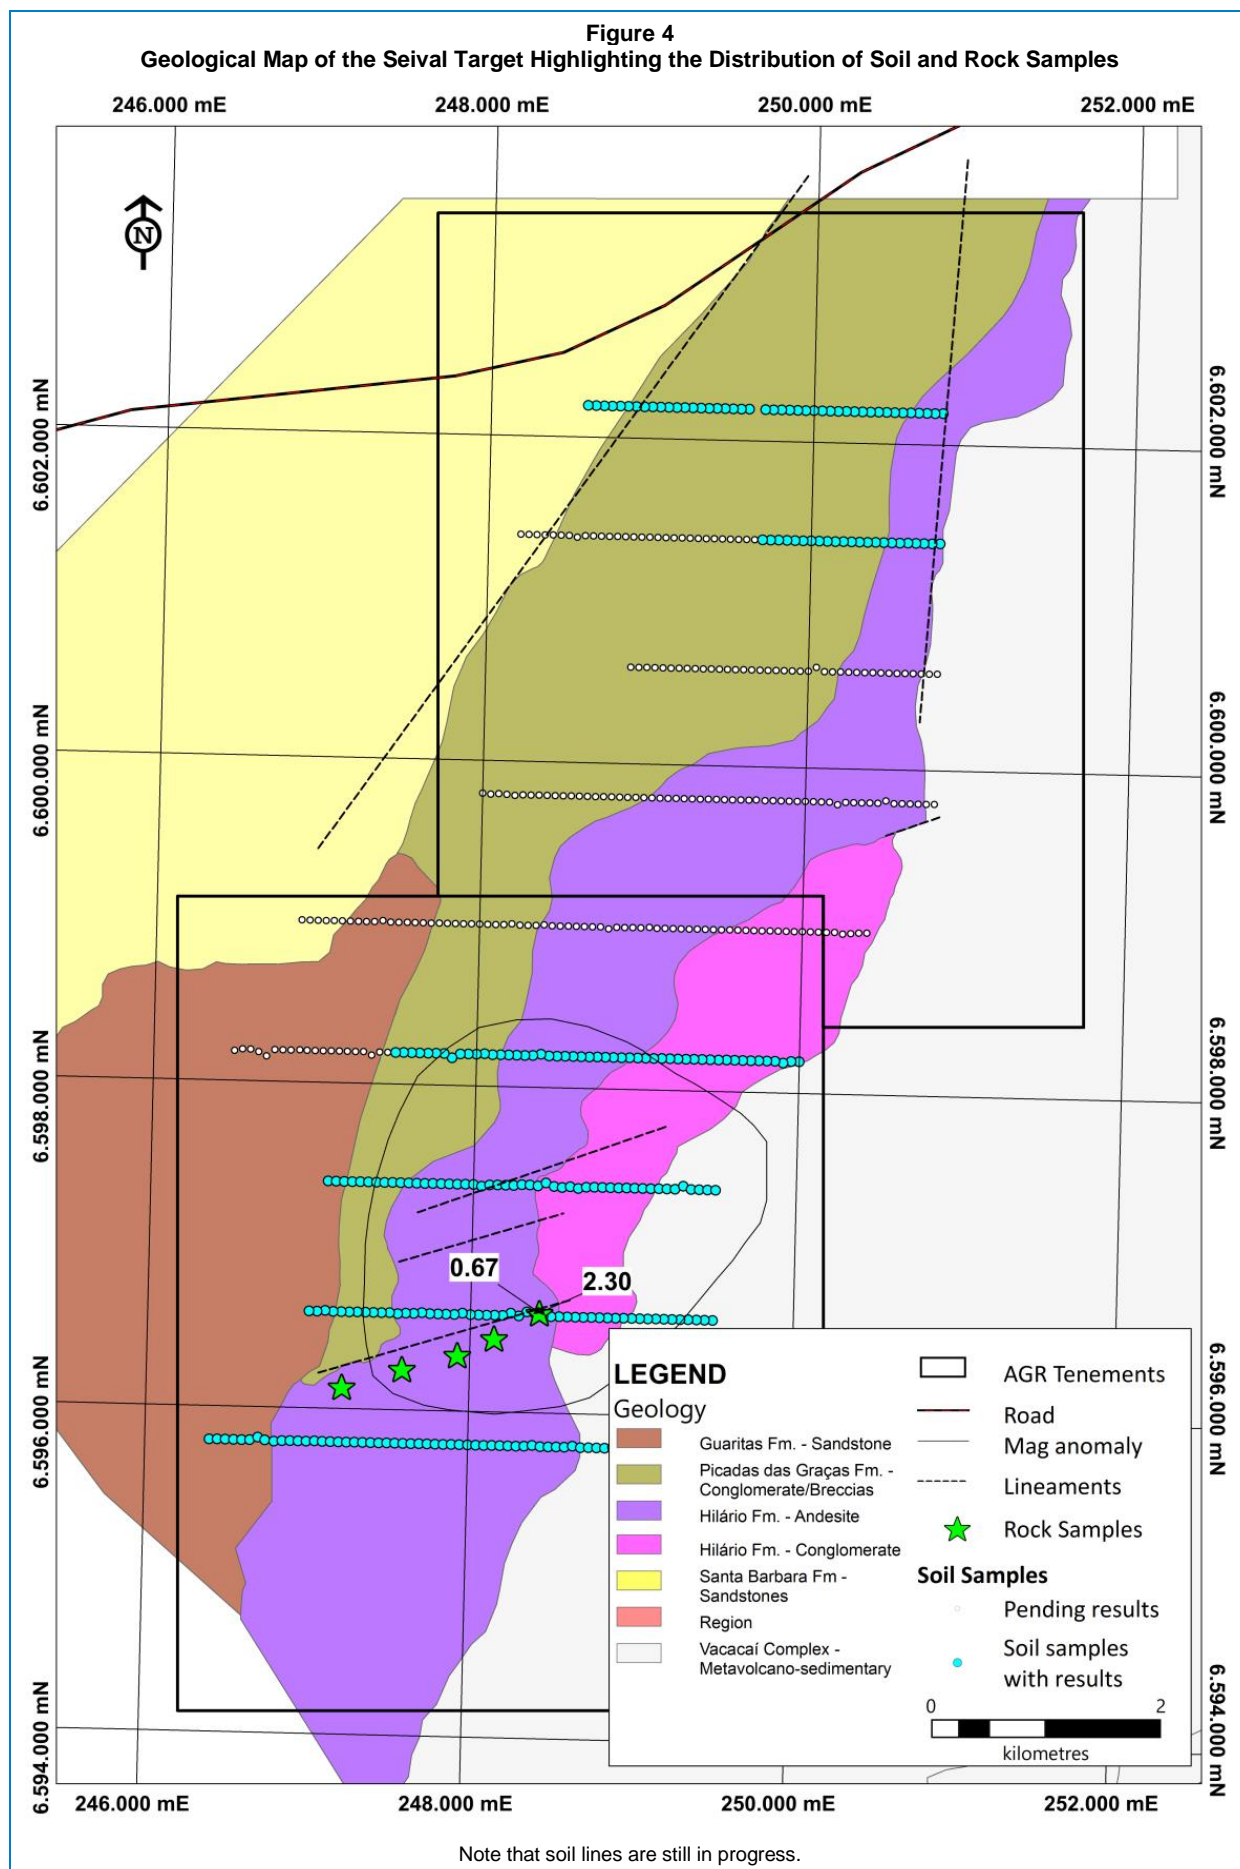 Figure 4
Geological Map of the Seival Target Highlighting the Distribution of Soil and Rock Samples
246.000 mE
248.000 mE
250.000 mE
252.000 mE
N
6.602.000 mN
6.602.000 mN
6.600.000 mN
6.600.000 mN
6.598.000 mN
6.598.000 mN
0.67
2.30
6.596.000 mN
6.596.000 mN
6.594.000 mN
6.594.000 mN
LEGEND
Geology
Guaritas Fm. - Sandstone
Picadas das Graças Fm. -
Conglomerate/Breccias
Hilário Fm. - Andesite
Hilário Fm. - Conglomerate
Santa Barbara Fm -
Sandstones
Region
Vacacaí Complex -
Metavolcano-sedimentary
AGR Tenements
Road
Mag anomaly
Lineaments
Rock Samples
Soil Samples
Pending results
Soil samples
with results
0
2
kilometres
246.000 mE
248.000 mE
250.000 mE
252.000 mE
Note that soil lines are still in progress.